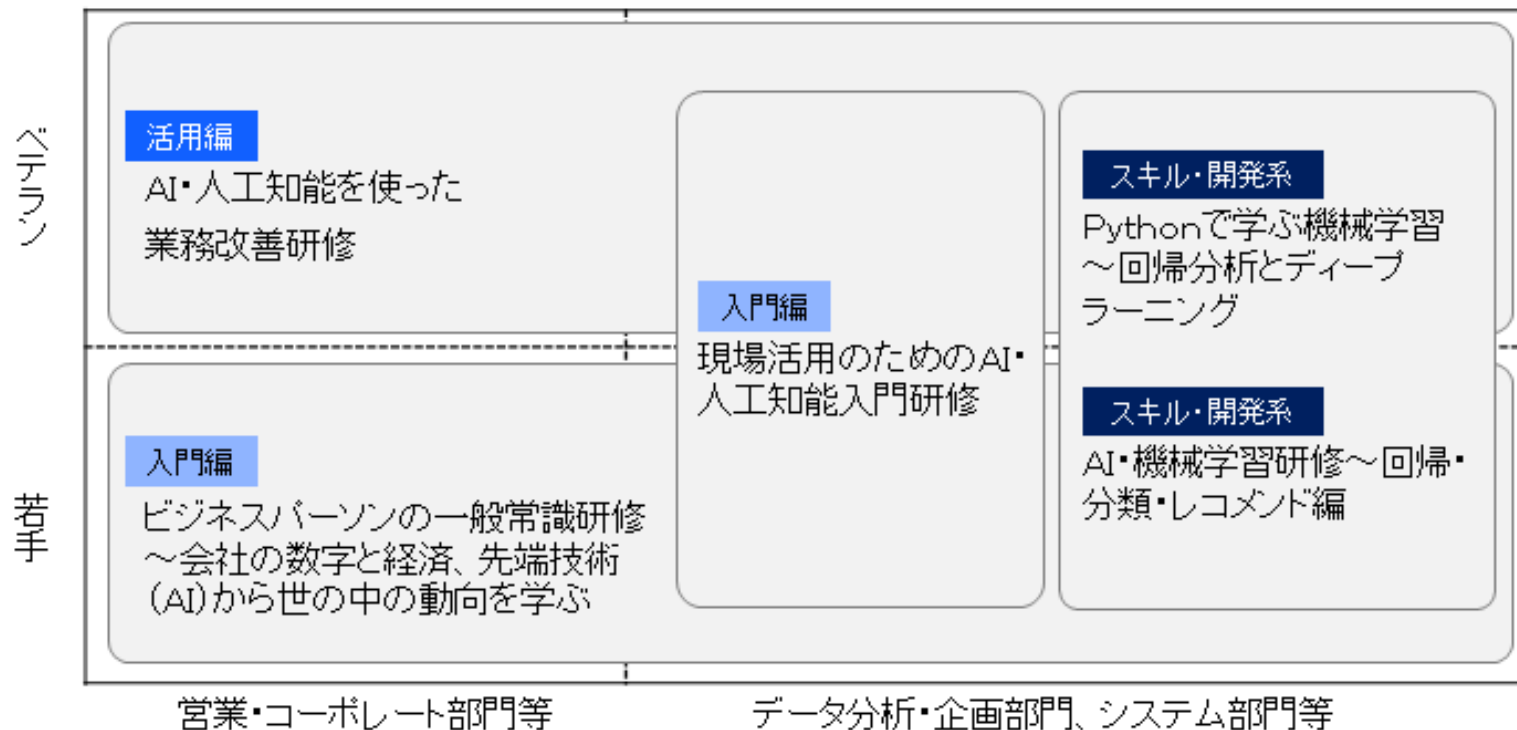 ベテラン
活用編
AI・人工知能を使った
業務改善研修
入門編
現場活用のためのAI・
人工知能入門研修
スキル・開発系
Pythonで学ぶ機械学習
～回帰分析とディープ
ラーニング
スキル・開発系
AI・機械学習研修～回帰・
分類・レコメンド編
若手
入門編
ビジネスパーソンの一般常識研修
～会社の数字と経済、先端技術
（AI）から世の中の動向を学ぶ
営業・コーポレート部門等
データ分析・企画部門、システム部門等